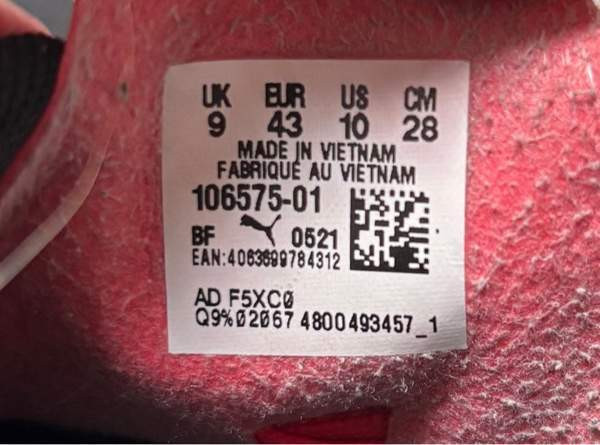 UK EUR US CM
9 43 10 28
MADE IN VIETNAM
FABRIQUÉ AU VIETNAM
106575-01
BF 0521
EAN:4063699784312
AD F5XC0
Q9%02067 4800493457_1